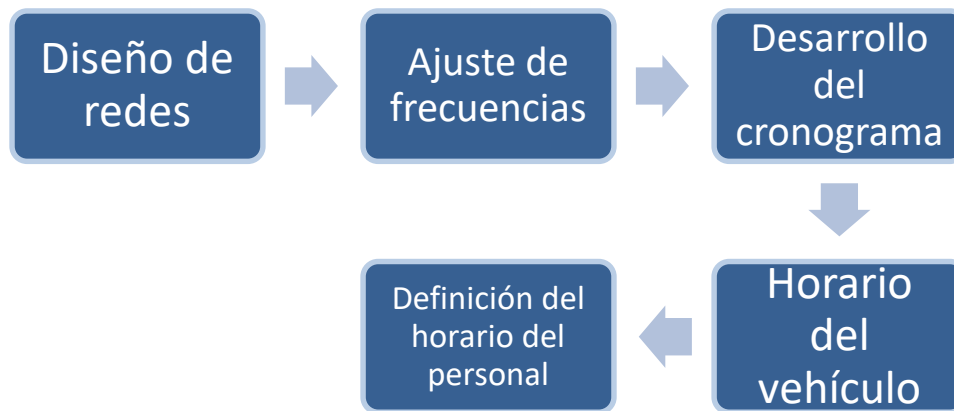 Diseño de
redes
Ajuste de
frecuencias
Desarrollo
del
cronograma
Horario
del
vehículo
Definición del
horario del
personal